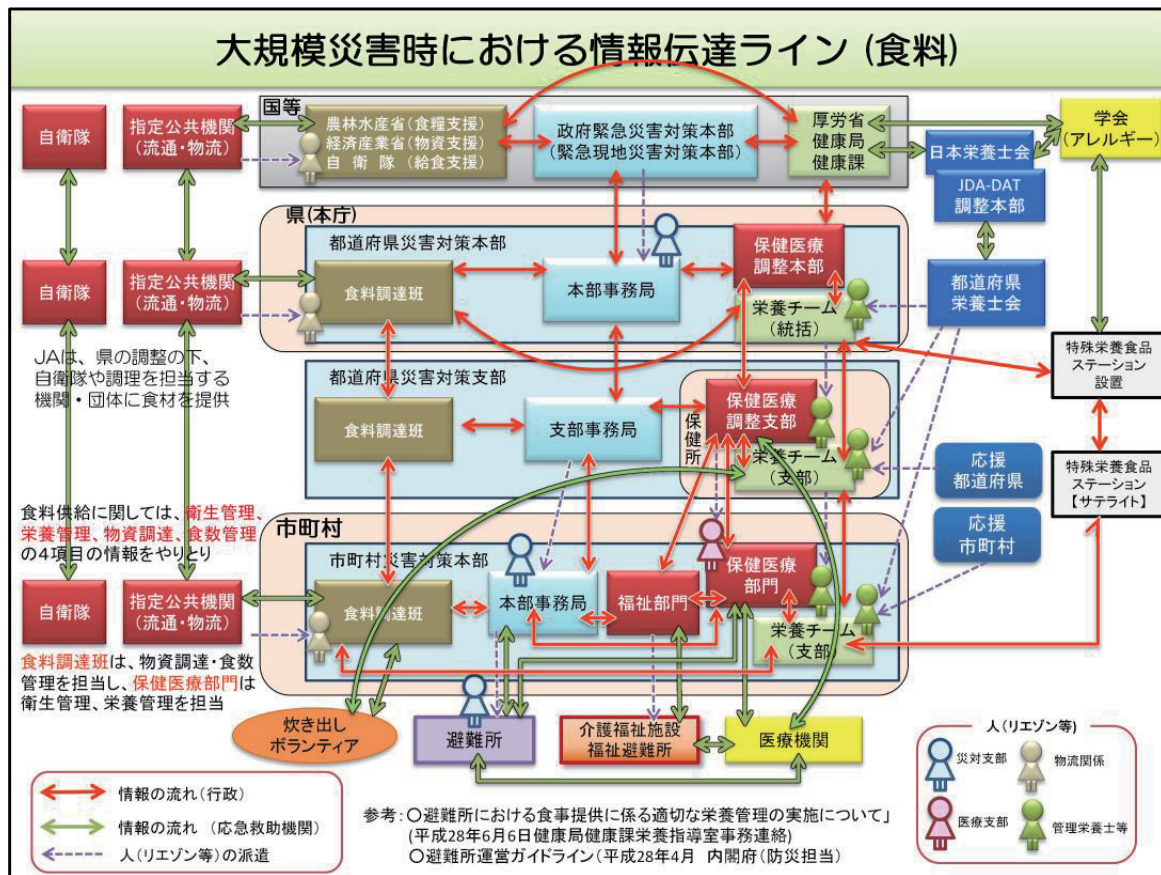 大規模災害時における情報伝達ライン (食料)
国等
自衛隊
指定公共機関
(流通・物流)
農林水産省(食糧支援)
経済産業省(物資支援)
自 衛 隊 (給食支援)
政府緊急災害対策本部
(緊急現地災害対策本部)
厚労省
健康局
健康課
日本栄養士会
学会
(アレルギー)
JDA-DAT
調整本部
県(本庁)
都道府県災害対策本部
自衛隊
指定公共機関
(流通・物流)
食料調達班
本部事務局
保健医療
調整本部
栄養チーム
(統括)
都道府県
栄養士会
JAは、県の調整の下、
自衛隊や調理を担当する
機関・団体に食材を提供
特殊栄養食品
ステーション
設置
都道府県災害対策支部
食料調達班
支部事務局
保健所
保健医療
調整支部
栄養チーム
(支部)
応援
都道府県
特殊栄養食品
ステーション
【サテライト】
応援
市町村
食料供給に関しては、衛生管理、
栄養管理、物資調達、食数管理
の4項目の情報をやりとり
市町村
市町村災害対策本部
自衛隊
指定公共機関
(流通・物流)
食料調達班
本部事務局
福祉部門
保健医療
部門
栄養チーム
(支部)
食料調達班は、物資調達・食数
管理を担当し、保健医療部門は
衛生管理、栄養管理を担当
炊き出し
ボランティア
避難所
介護福祉施設
福祉避難所
医療機関
情報の流れ(行政)
情報の流れ (応急救助機関)
人(リエゾン等)の派遣
参考:〇避難所における食事提供に係る適切な栄養管理の実施について」
(平成28年6月6日健康局健康課栄養指導室事務連絡)
〇避難所運営ガイドライン(平成28年4月 内閣府(防災担当)
人(リエゾン等)
災対支部
物流関係
医療支部
管理栄養士等